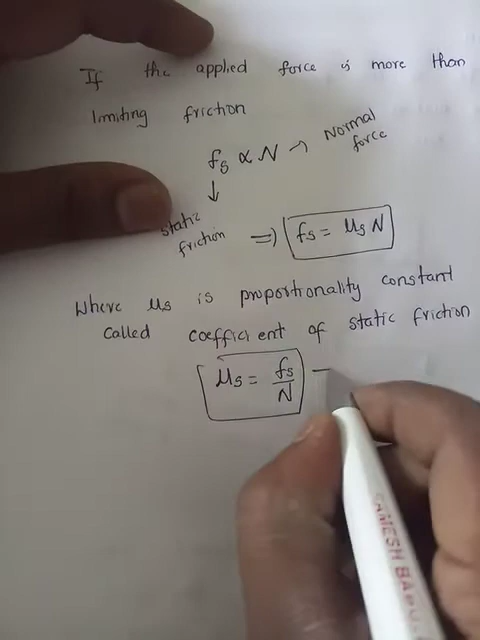 If the applied force is more than
limiting friction
fs ∝ N → Normal force
↓
static friction
=> fs = μs N
Where μs is proportionality constant
called coefficient of static friction
μs = fs/N —